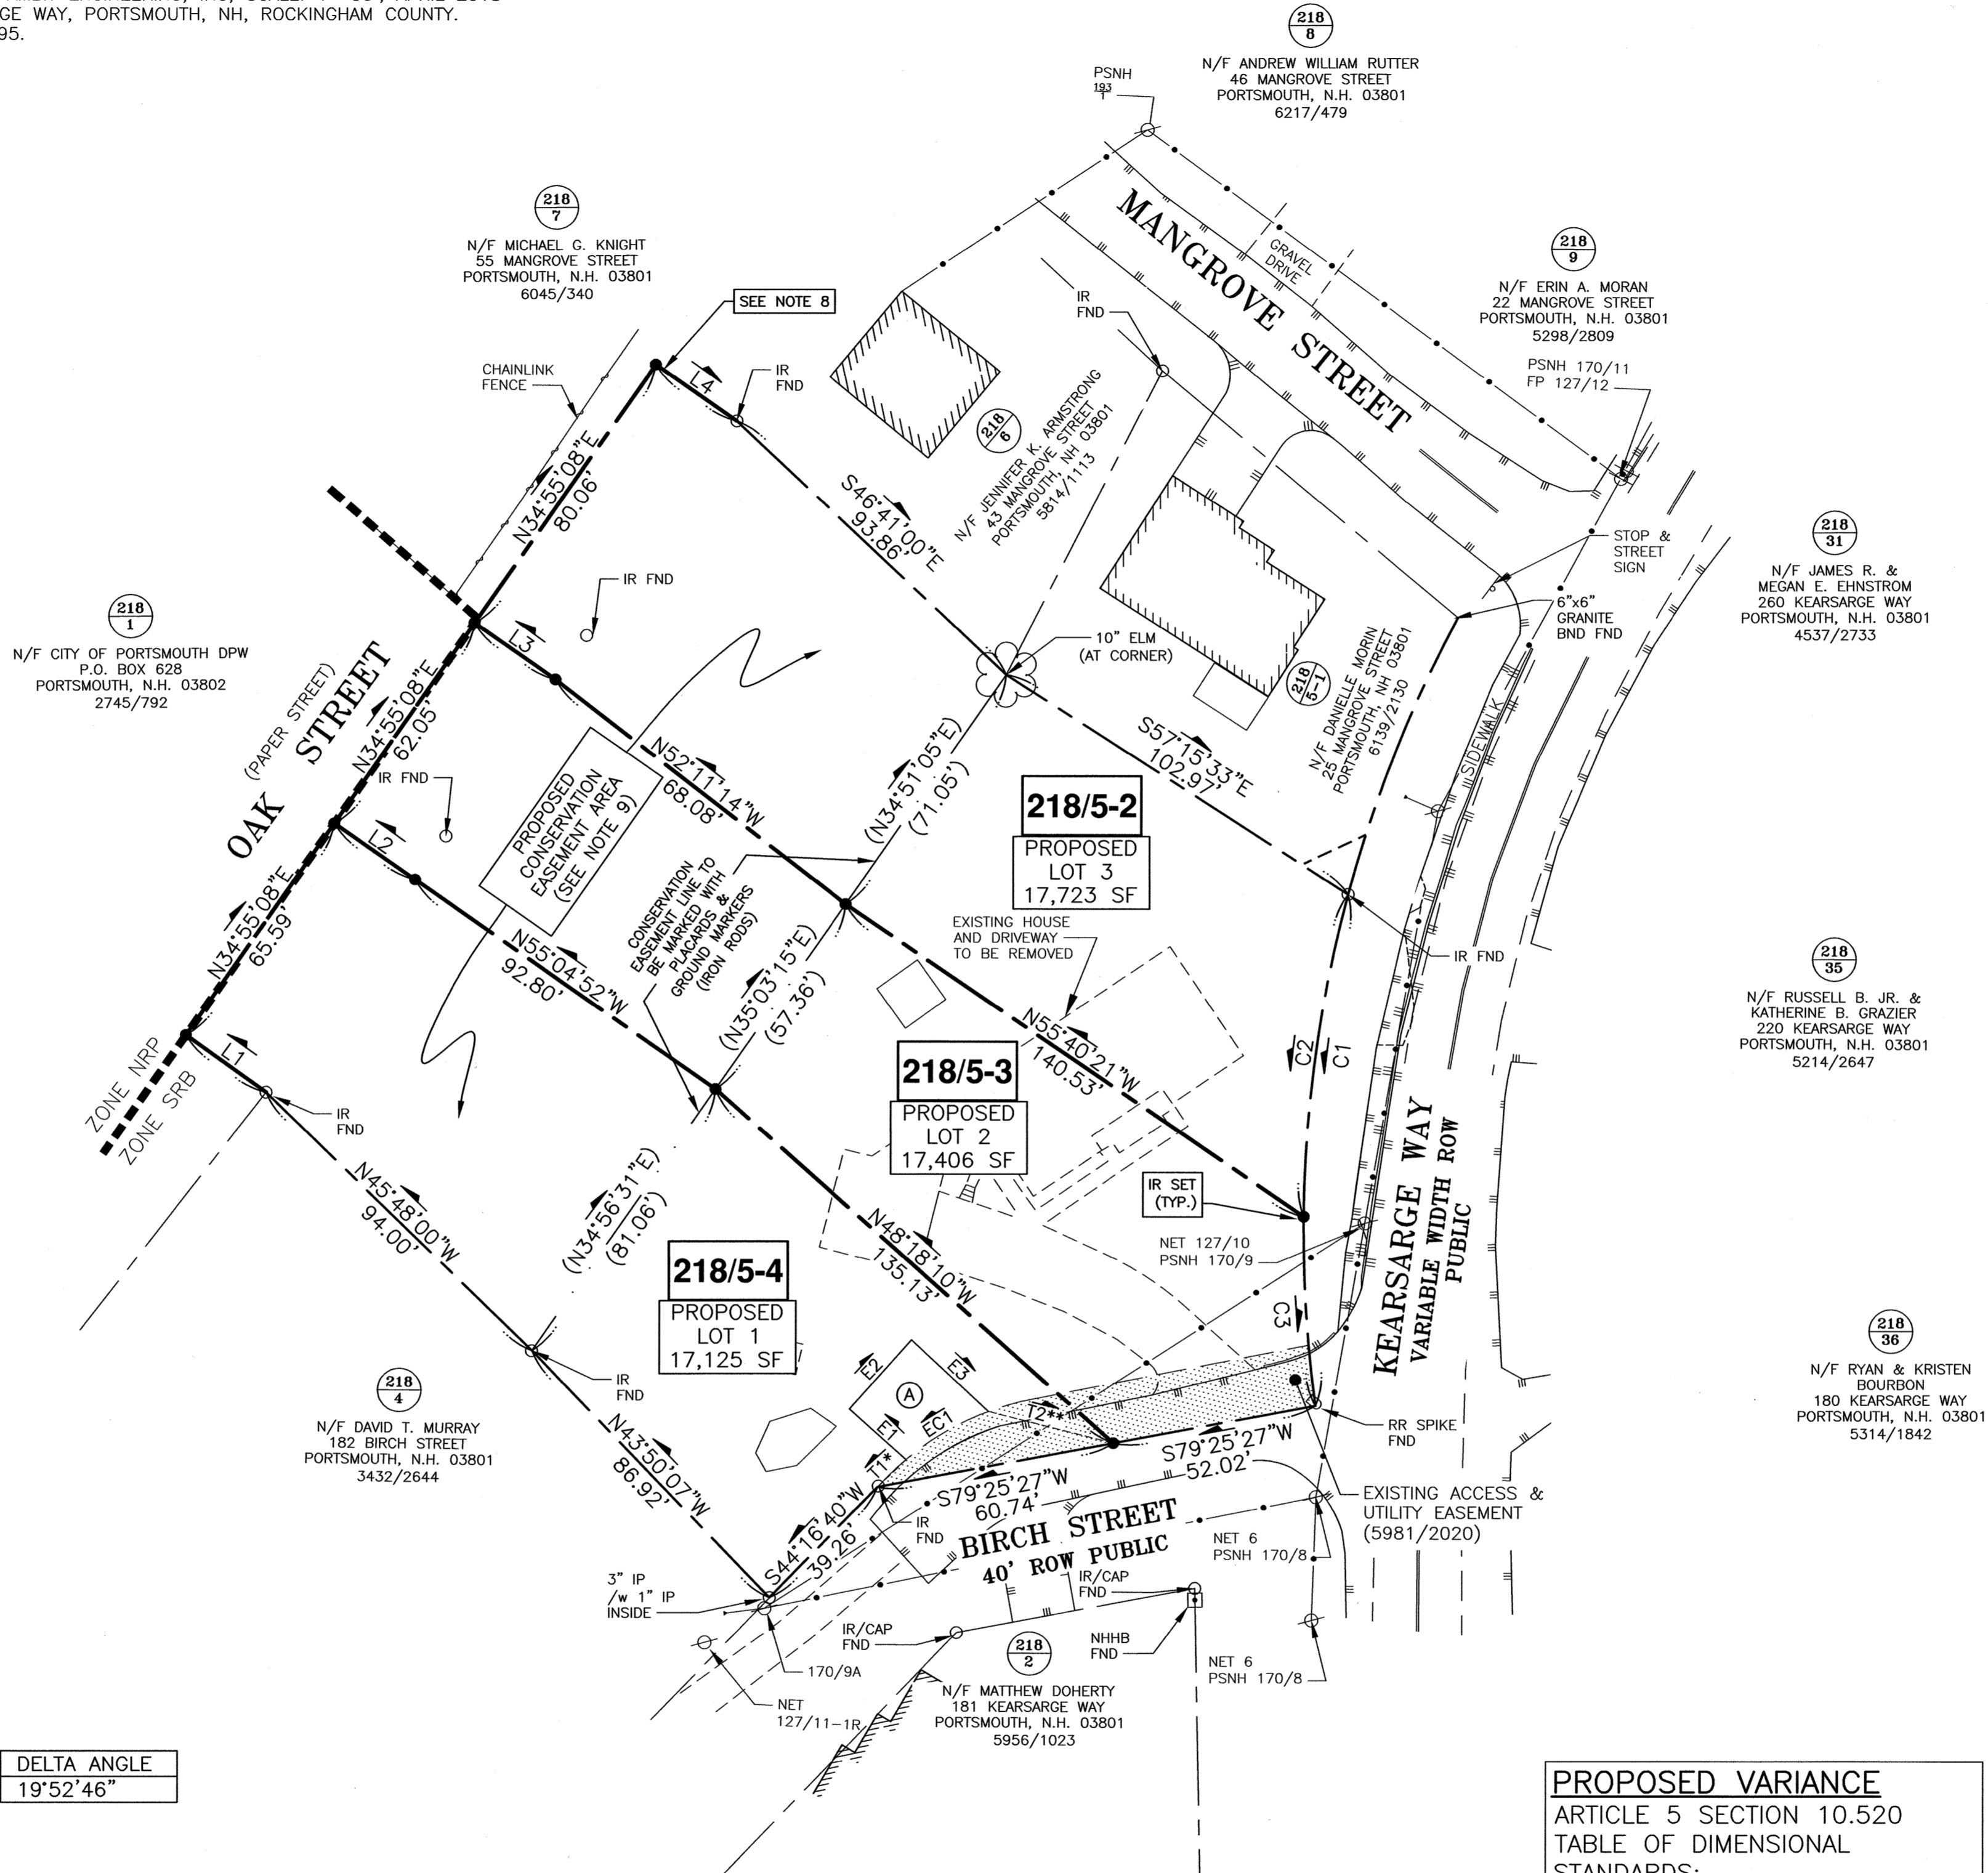 GE WAY, PORTSMOUTH, NH, ROCKINGHAM COUNTY.
95.
218
8
N/F ANDREW WILLIAM RUTTER
46 MANGROVE STREET
PORTSMOUTH, N.H. 03801
6217/479
PSNH
193
1
218
7
N/F MICHAEL G. KNIGHT
55 MANGROVE STREET
PORTSMOUTH, N.H. 03801
6045/340
SEE NOTE 8
MANGROVE STREET
GRAVEL
DRIVE
218
9
N/F ERIN A. MORAN
22 MANGROVE STREET
PORTSMOUTH, N.H. 03801
5298/2809
PSNH 170/11
FP 127/12
IR
FND
CHAINLINK
FENCE
L4
IR
FND
218
6
N/F JENNIFER K. ARMSTRONG
43 MANGROVE STREET
PORTSMOUTH, NH 03801
5814/1113
N34°55'08"E
80.06'
S46°41'00"E
93.86'
STOP &
STREET
SIGN
218
31
N/F JAMES R. &
MEGAN E. EHNSTROM
260 KEARSARGE WAY
PORTSMOUTH, N.H. 03801
4537/2733
IR FND
6"x6"
GRANITE
BND FND
218
1
N/F CITY OF PORTSMOUTH DPW
P.O. BOX 628
PORTSMOUTH, N.H. 03802
2745/792
L3
10" ELM
(AT CORNER)
218
5-1
N/F DANIELLE MORIN
25 MANGROVE STREET
PORTSMOUTH, NH 03801
6139/2130
SIDEWALK
(PAPER STREET)
OAK STREET
N34°55'08"E
62.05'
IR FND
L2
PROPOSED
CONSERVATION
EASEMENT AREA
(SEE NOTE 9)
N52°11'14"W
68.08'
(N34°51'05"E)
(71.05')
S57°15'33"E
102.97'
218/5-2
PROPOSED
LOT 3
17,723 SF
CONSERVATION
EASEMENT LINE TO
BE MARKED WITH
PLACARDS &
GROUND MARKERS
(IRON RODS)
EXISTING HOUSE
AND DRIVEWAY
TO BE REMOVED
IR FND
N34°55'08"E
65.59'
N55°04'52"W
92.80'
(N35°03'15"E)
(57.36')
218
35
N/F RUSSELL B. JR. &
KATHERINE B. GRAZIER
220 KEARSARGE WAY
PORTSMOUTH, N.H. 03801
5214/2647
ZONE NRP
ZONE SRB
L1
IR
FND
N55°40'21"W
140.53'
C2
C1
218/5-3
PROPOSED
LOT 2
17,406 SF
IR SET
(TYP.)
KEARSARGE WAY
VARIABLE WIDTH ROW
PUBLIC
N45°48'00"W
94.00'
(N34°56'31"E)
(81.06')
N48°18'10"W
135.13'
NET 127/10
PSNH 170/9
218/5-4
PROPOSED
LOT 1
17,125 SF
C3
218
36
N/F RYAN & KRISTEN
BOURBON
180 KEARSARGE WAY
PORTSMOUTH, N.H. 03801
5314/1842
IR
FND
218
4
N/F DAVID T. MURRAY
182 BIRCH STREET
PORTSMOUTH, N.H. 03801
3432/2644
E2
E3
A
E1
EC1
T2**
T1*
N43°50'07"W
86.92'
RR SPIKE
FND
S79°25'27"W
52.02'
S79°25'27"W
60.74'
IR
FND
S44°16'40"W
39.26'
BIRCH STREET
40' ROW PUBLIC
EXISTING ACCESS &
UTILITY EASEMENT
(5981/2020)
NET 6
PSNH 170/8
3" IP
/w 1" IP
INSIDE
IR/CAP
FND
IR/CAP
FND
170/9A
NET
127/11-1R
218
2
NHHB
FND
NET 6
PSNH 170/8
N/F MATTHEW DOHERTY
181 KEARSARGE WAY
PORTSMOUTH, N.H. 03801
5956/1023
DELTA ANGLE
19°52'46"
PROPOSED VARIANCE
ARTICLE 5 SECTION 10.520
TABLE OF DIMENSIONAL
STANDARDS: